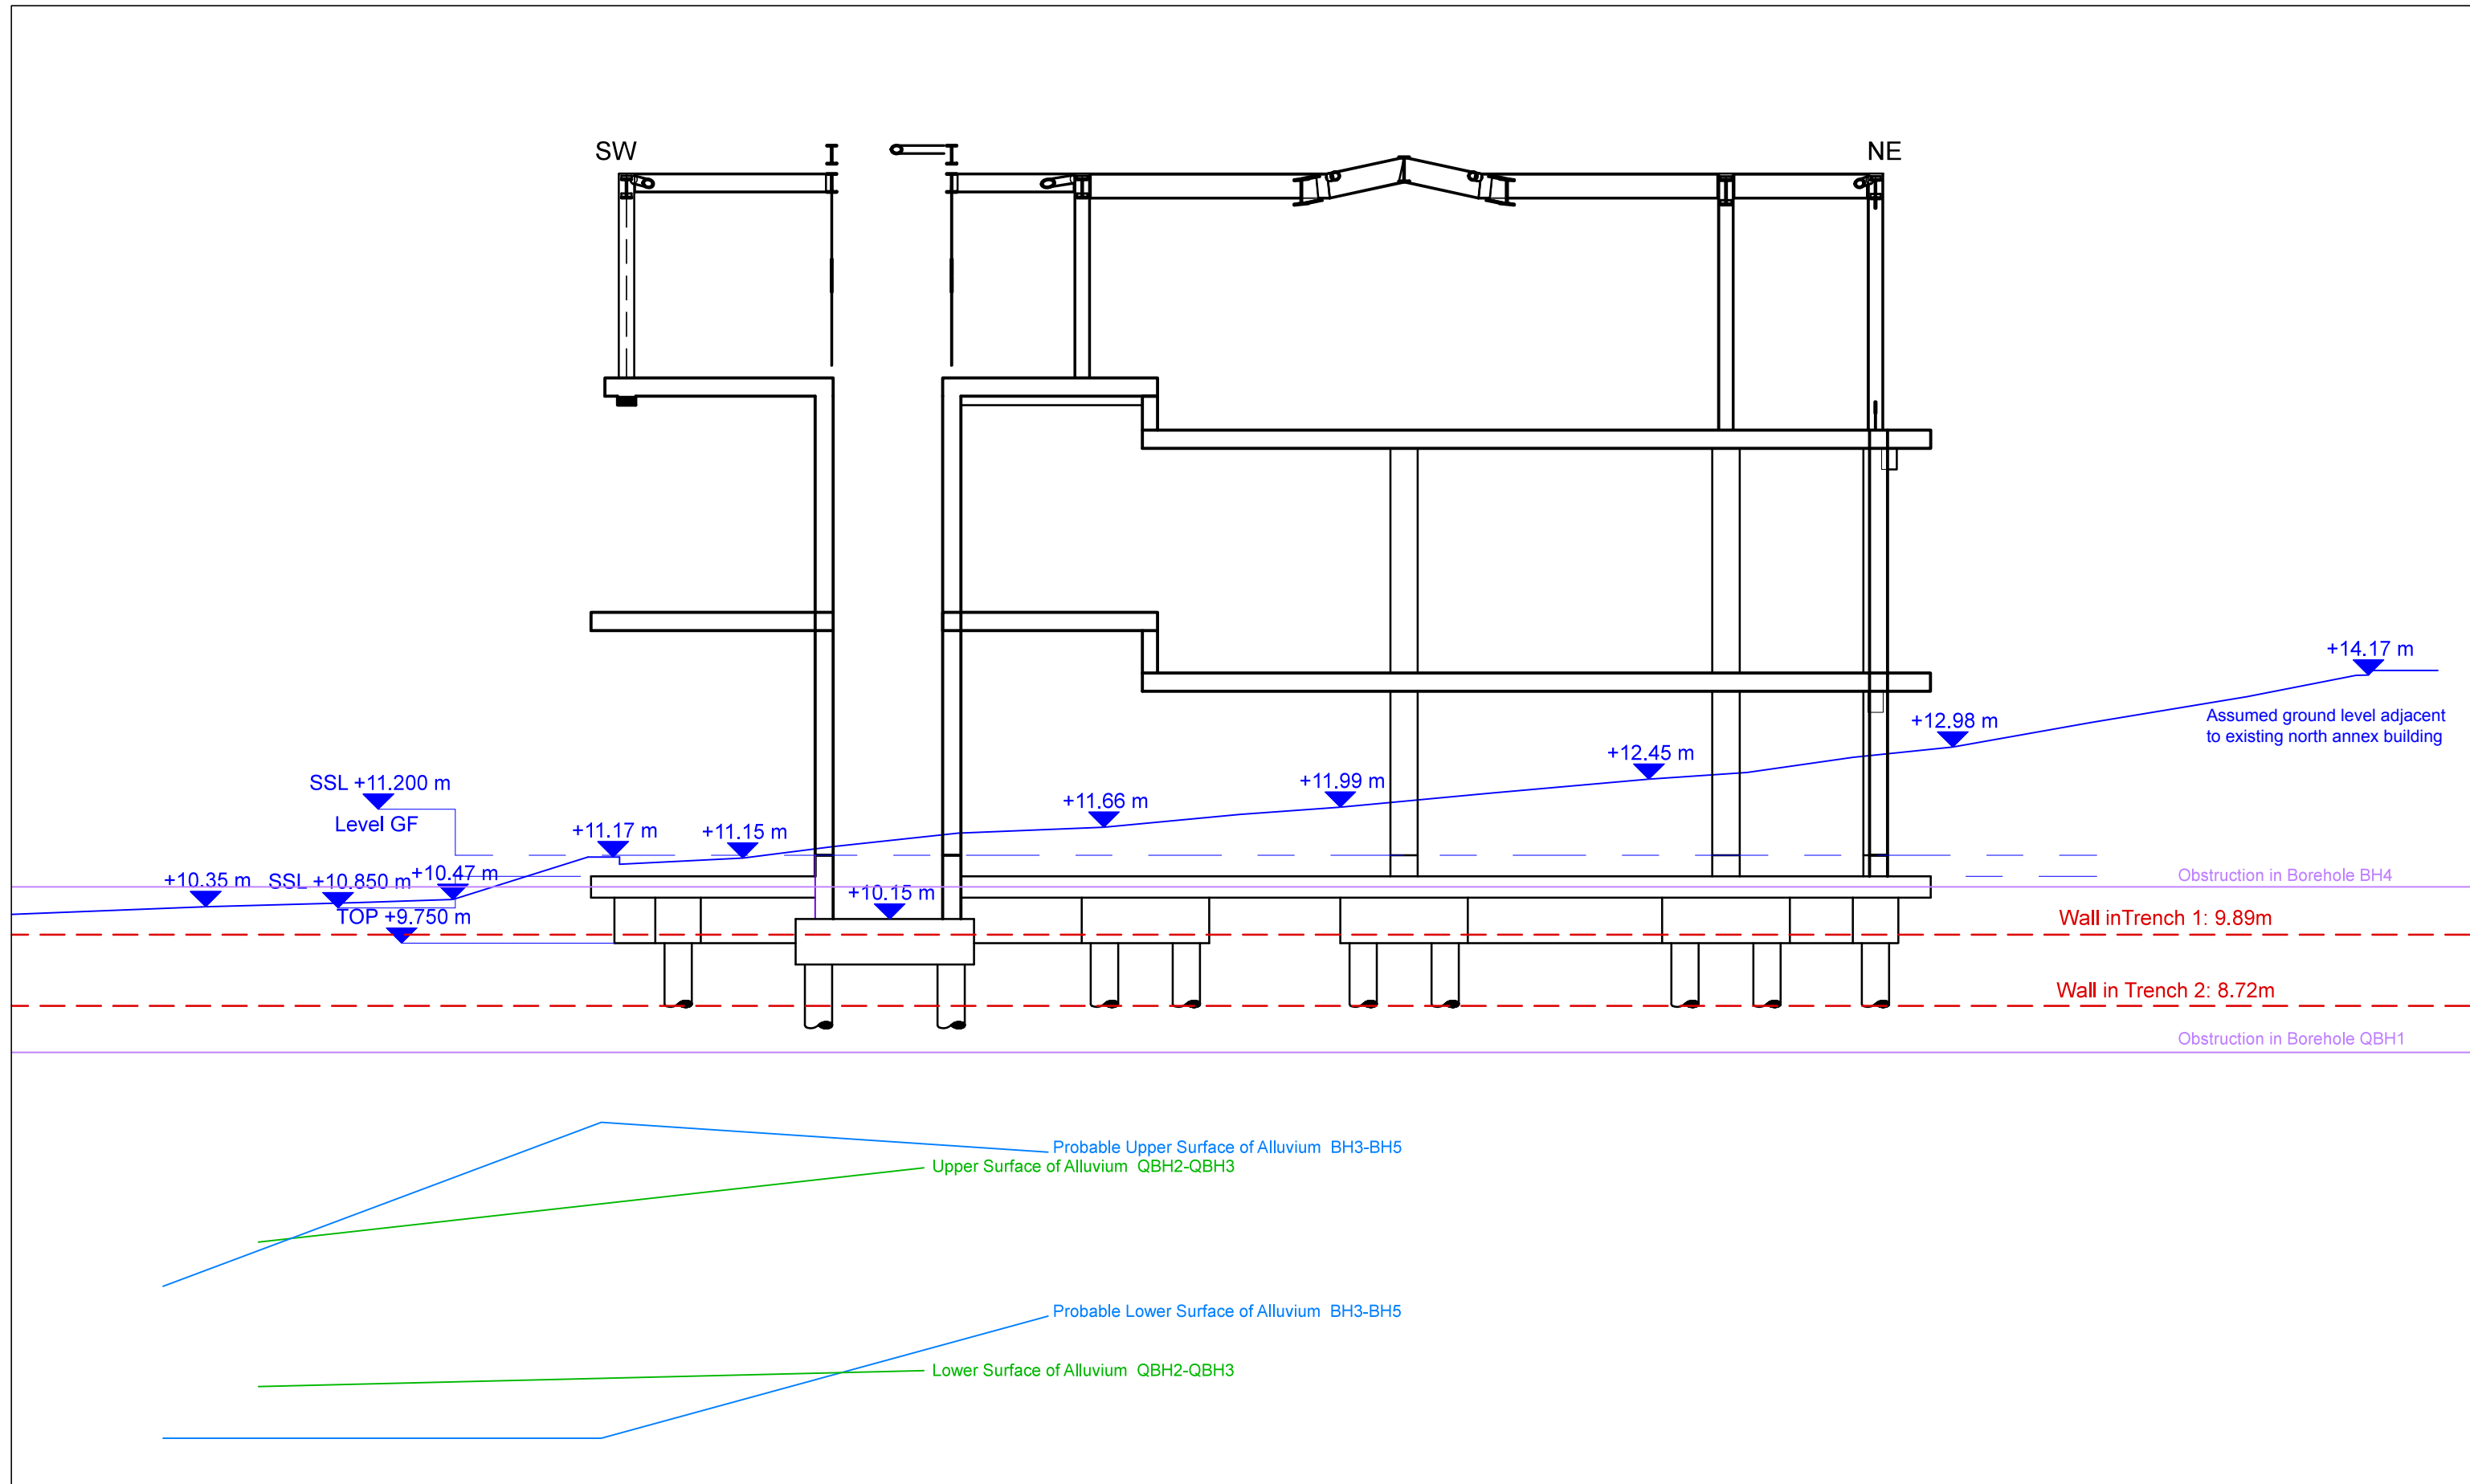 SW
NE
+14.17 m
Assumed ground level adjacent
to existing north annex building
+12.98 m
+12.45 m
+11.99 m
+11.66 m
SSL +11.200 m
Level GF
+11.17 m
+11.15 m
+10.35 m
SSL +10.850 m
+10.47 m
+10.15 m
TOP +9.750 m
Obstruction in Borehole BH4
Wall inTrench 1: 9.89m
Wall in Trench 2: 8.72m
Obstruction in Borehole QBH1
Probable Upper Surface of Alluvium BH3-BH5
Upper Surface of Alluvium QBH2-QBH3
Probable Lower Surface of Alluvium BH3-BH5
Lower Surface of Alluvium QBH2-QBH3